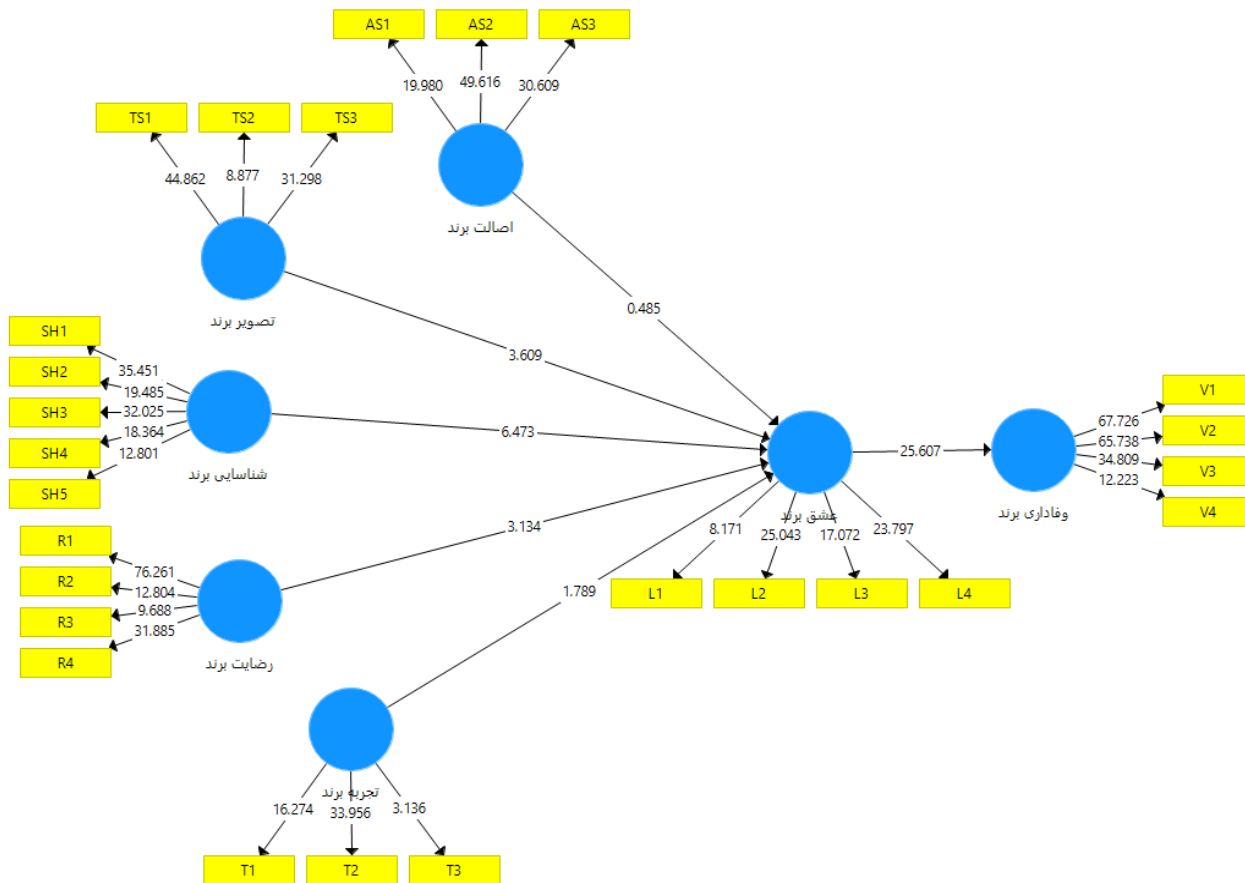 AS1
AS2
AS3
19.980
49.616
30.609
اصالت برند
TS1
TS2
TS3
44.862
8.877
31.298
تصویر برند
0.485
3.609
SH1
SH2
SH3
SH4
SH5
35.451
19.485
32.025
18.364
12.801
شناسایی برند
6.473
R1
R2
R3
R4
76.261
12.804
9.688
31.885
رضایت برند
3.134
1.789
تجربه برند
16.274
33.956
3.136
T1
T2
T3
عشق برند
8.171
25.043
17.072
23.797
L1
L2
L3
L4
25.607
وفاداری برند
67.726
65.738
34.809
12.223
V1
V2
V3
V4